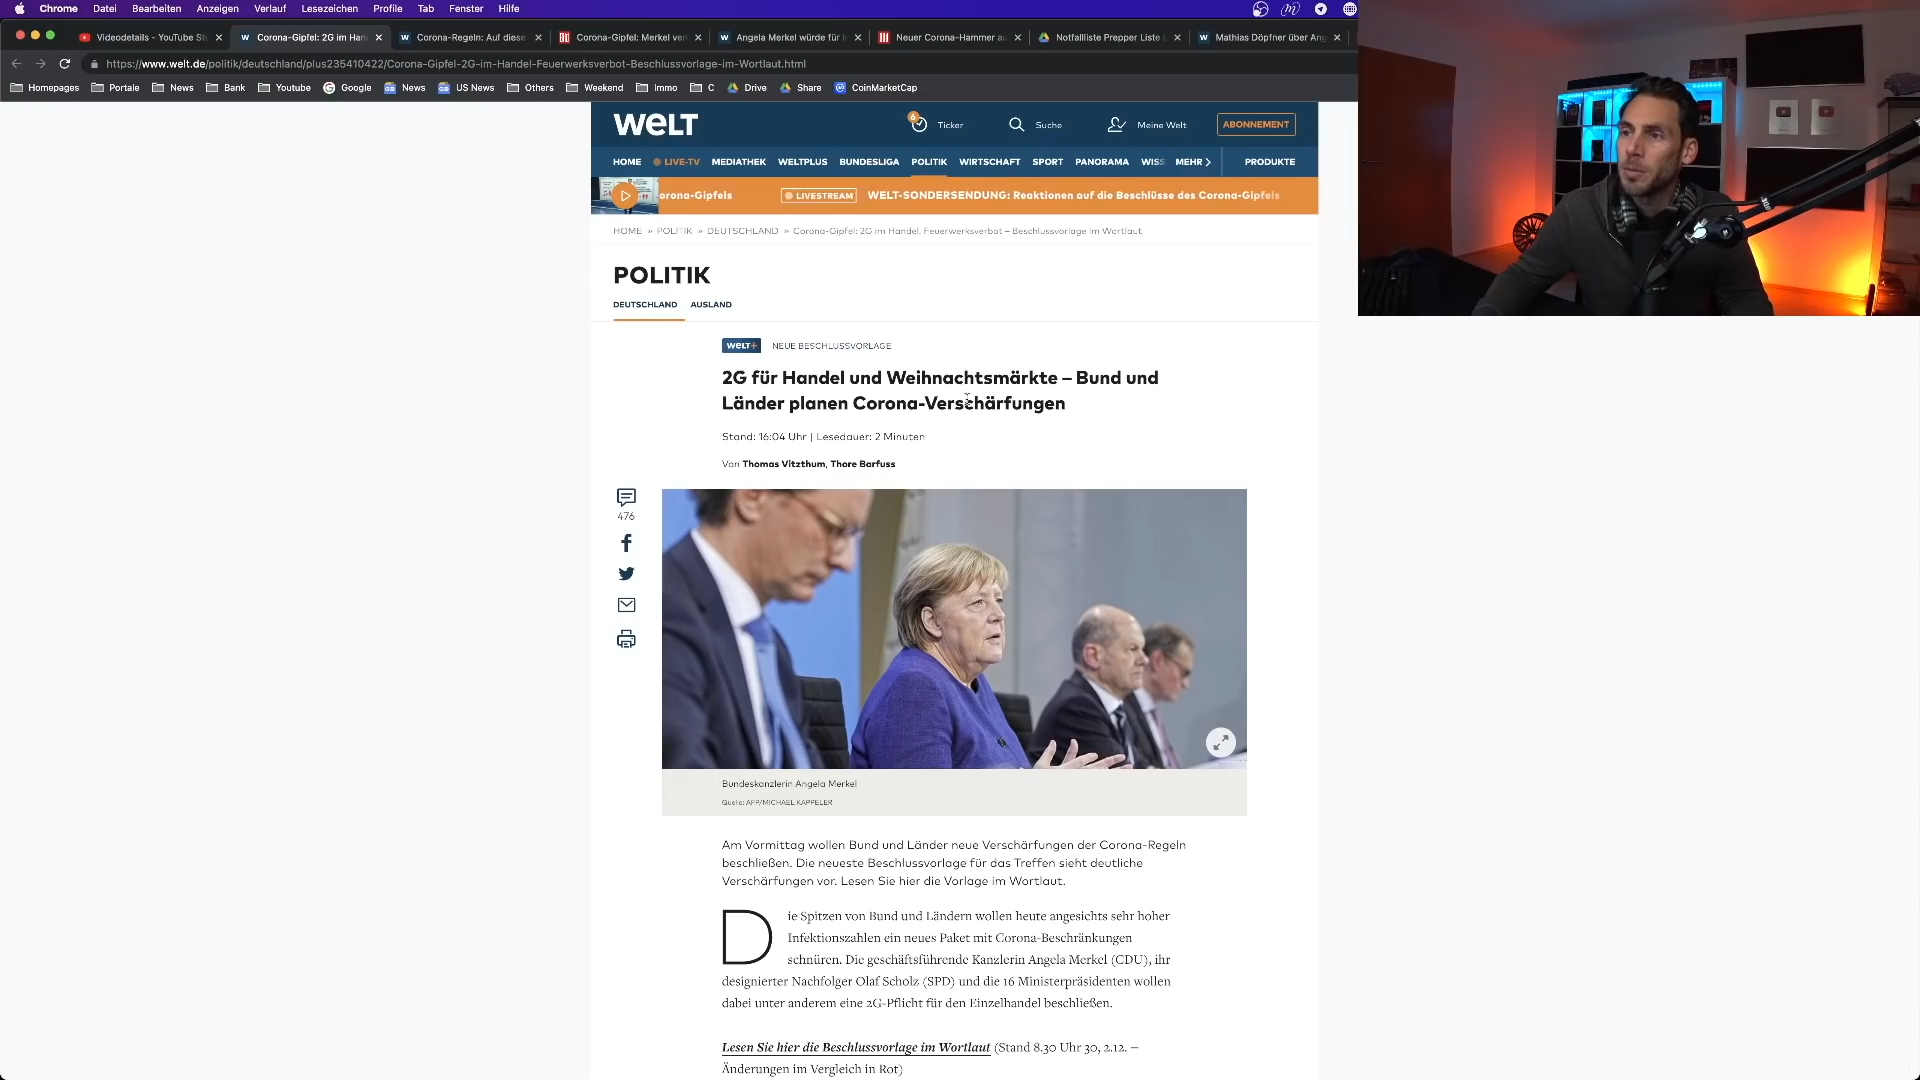 Chrome Datei Bearbeiten Anzeigen Verlauf Lesezeichen Profile Tab Fenster Hilfe
Videodetails - YouTube St
Corona-Gipfel: 2G im Han
Corona-Regeln: Auf diese
Corona-Gipfel: Merkel ver
Angela Merkel würde für I
Neuer Corona-Hammer au
Notfallliste Prepper Liste
Mathias Döpfner über Ang
https://www.welt.de/politik/deutschland/plus235410422/Corona-Gipfel-2G-im-Handel-Feuerwerksverbot-Beschlussvorlage-im-Wortlaut.html
Homepages Portale News Bank Youtube Google News US News Others Weekend Immo C Drive Share CoinMarketCap
WELT
6 Ticker Suche Meine Welt ABONNEMENT
HOME LIVE-TV MEDIATHEK WELTPLUS BUNDESLIGA POLITIK WIRTSCHAFT SPORT PANORAMA WISS MEHR PRODUKTE
orona-Gipfels LIVESTREAM WELT-SONDERSENDUNG: Reaktionen auf die Beschlüsse des Corona-Gipfels
HOME » POLITIK » DEUTSCHLAND » Corona-Gipfel: 2G im Handel, Feuerwerksverbot – Beschlussvorlage im Wortlaut
POLITIK
DEUTSCHLAND AUSLAND
WELT+ NEUE BESCHLUSSVORLAGE
2G für Handel und Weihnachtsmärkte – Bund und
Länder planen Corona-Verschärfungen
Stand: 16:04 Uhr | Lesedauer: 2 Minuten
Von Thomas Vitzthum, Thore Barfuss
476
Bundeskanzlerin Angela Merkel
Quelle: AFP/MICHAEL KAPPELER
Am Vormittag wollen Bund und Länder neue Verschärfungen der Corona-Regeln
beschließen. Die neueste Beschlussvorlage für das Treffen sieht deutliche
Verschärfungen vor. Lesen Sie hier die Vorlage im Wortlaut.
Die Spitzen von Bund und Ländern wollen heute angesichts sehr hoher
Infektionszahlen ein neues Paket mit Corona-Beschränkungen
schnüren. Die geschäftsführende Kanzlerin Angela Merkel (CDU), ihr
designierter Nachfolger Olaf Scholz (SPD) und die 16 Ministerpräsidenten wollen
dabei unter anderem eine 2G-Pflicht für den Einzelhandel beschließen.
Lesen Sie hier die Beschlussvorlage im Wortlaut (Stand 8.30 Uhr 30, 2.12. –
Änderungen im Vergleich in Rot)